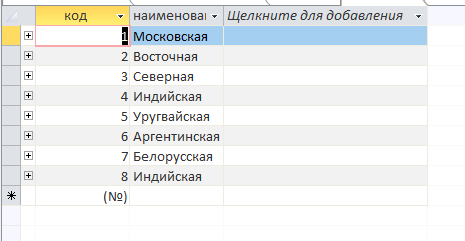 код наименован Щелкните для добавления
1 Московская
2 Восточная
3 Северная
4 Индийская
5 Уругвайская
6 Аргентинская
7 Белорусская
8 Индийская
(№)